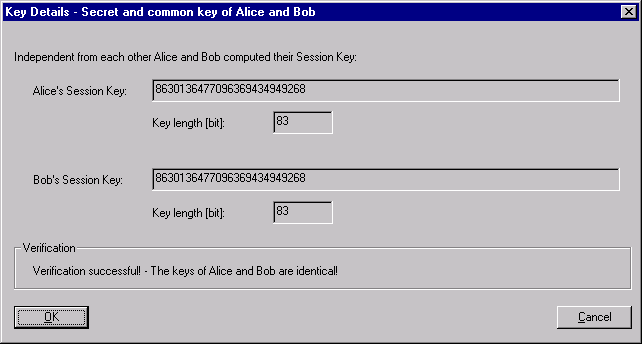 Key Details - Secret and common key of Alice and Bob
Independent from each other Alice and Bob computed their Session Key:
Alice's Session Key: 8630136477096369434949268
Key length [bit]: 83
Bob's Session Key: 8630136477096369434949268
Key length [bit]: 83
Verification
Verification successful! - The keys of Alice and Bob are identical!
OK Cancel